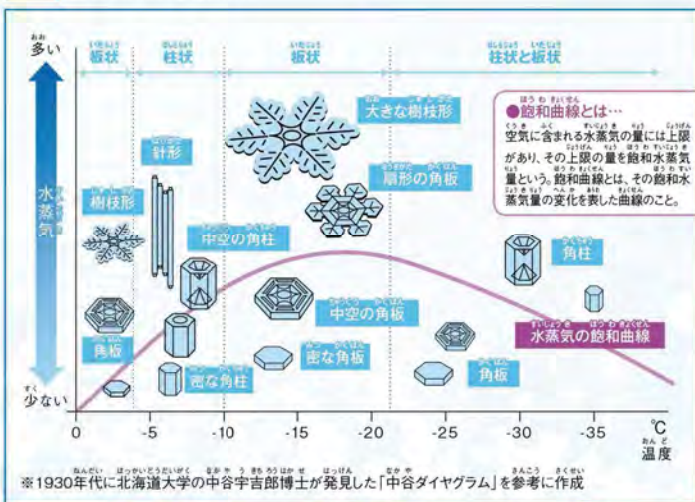 多い
板状
柱状
板状
柱状と板状
大きな樹枝形
●飽和曲線とは…
空気に含まれる水蒸気の量には上限
があり、その上限の量を飽和水蒸気
量という。飽和曲線とは、その飽和水
蒸気量の変化を表した曲線のこと。
針形
扇形の角板
水蒸気
樹枝形
中空の角柱
角柱
中空の角板
水蒸気の飽和曲線
角板
密な角柱
密な角板
角板
少ない
0 -5 -10 -15 -20 -25 -30 -35 ℃
温度
※1930年代に北海道大学の中谷宇吉郎博士が発見した「中谷ダイヤグラム」を参考に作成